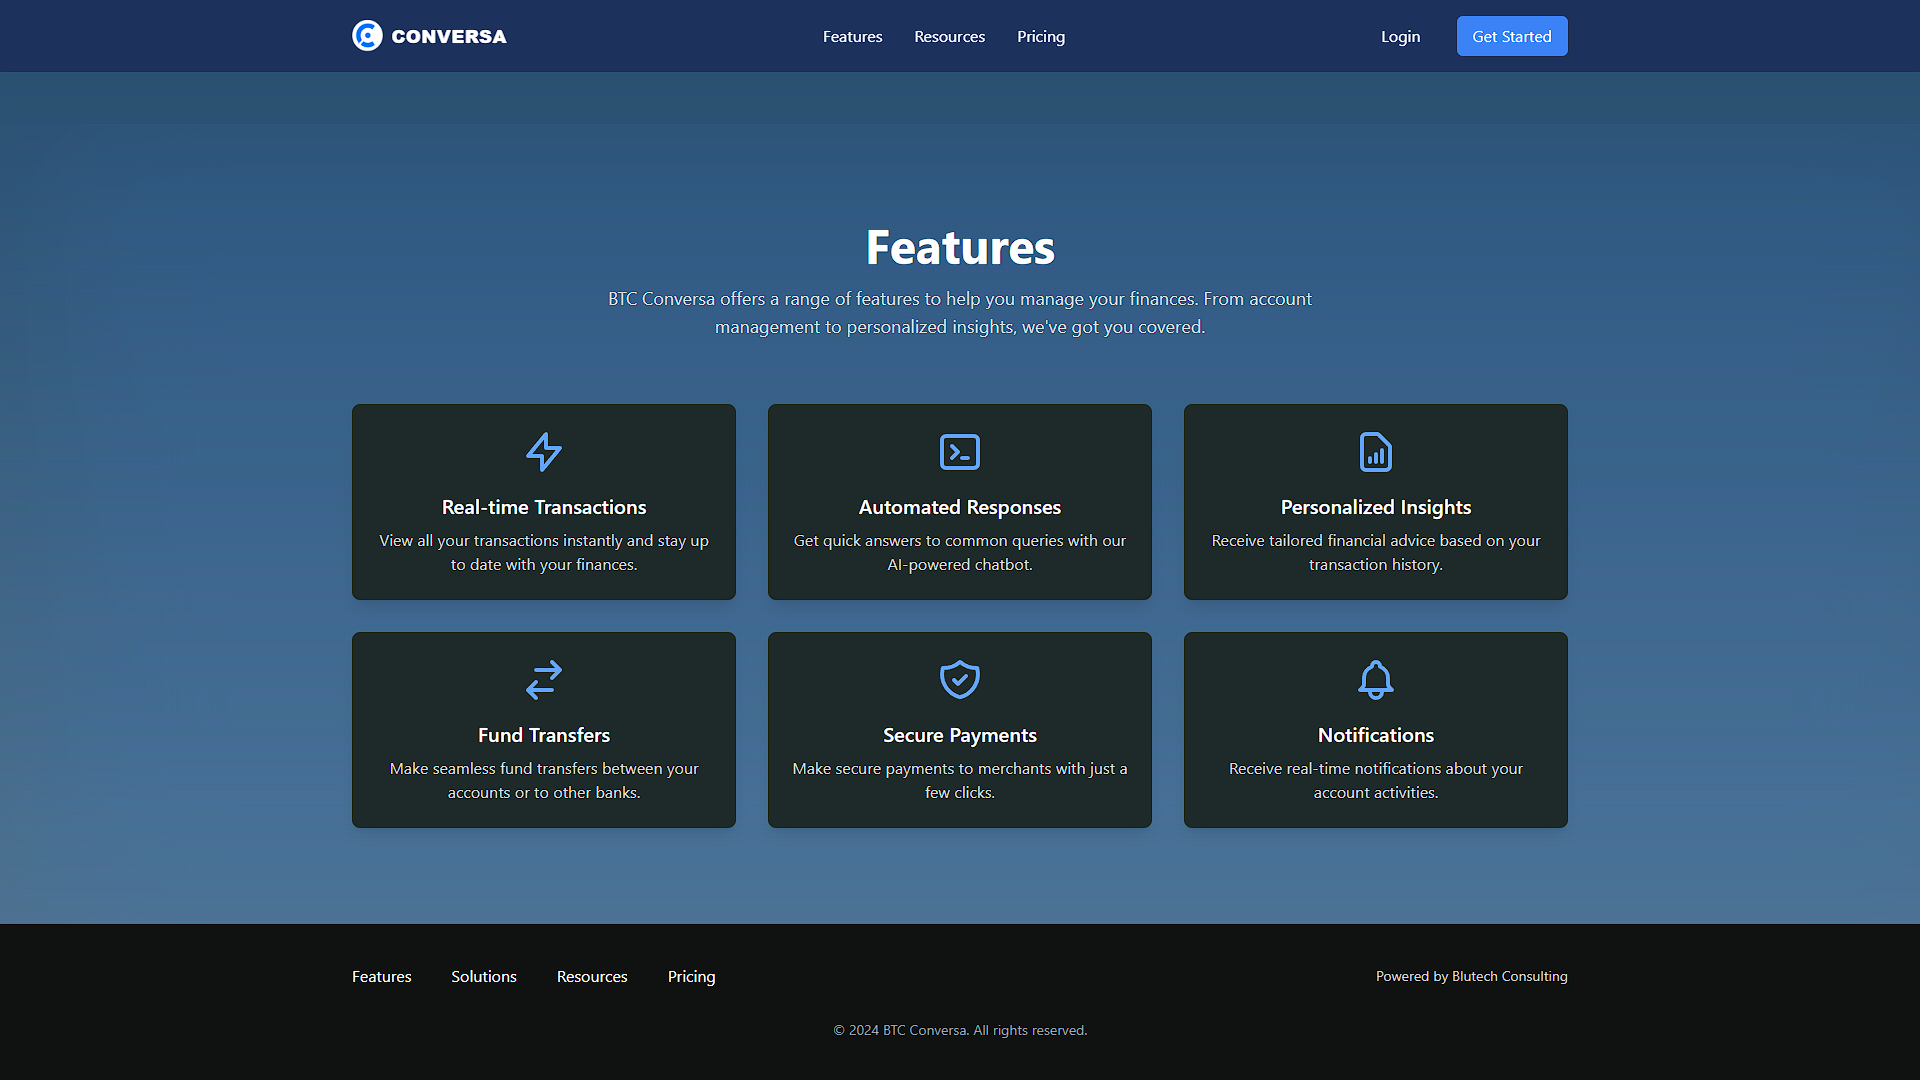 CONVERSA
Features
Resources
Pricing
Login
Get Started
Features
BTC Conversa offers a range of features to help you manage your finances. From account
management to personalized insights, we've got you covered.
Real-time Transactions
View all your transactions instantly and stay up
to date with your finances.
Automated Responses
Get quick answers to common queries with our
AI-powered chatbot.
Personalized Insights
Receive tailored financial advice based on your
transaction history.
Fund Transfers
Make seamless fund transfers between your
accounts or to other banks.
Secure Payments
Make secure payments to merchants with just a
few clicks.
Notifications
Receive real-time notifications about your
account activities.
Features
Solutions
Resources
Pricing
Powered by Blutech Consulting
© 2024 BTC Conversa. All rights reserved.